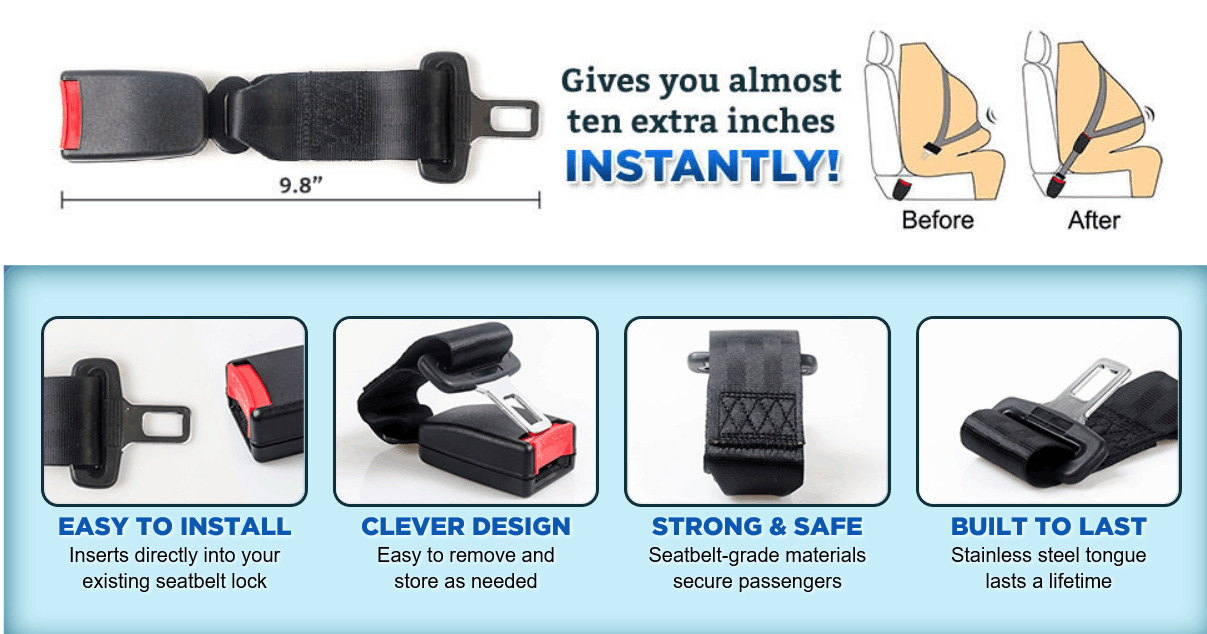 Gives you almost
ten extra inches
INSTANTLY!
9.8”
Before
After
EASY TO INSTALL
Inserts directly into your
existing seatbelt lock
CLEVER DESIGN
Easy to remove and
store as needed
STRONG & SAFE
Seatbelt-grade materials
secure passengers
BUILT TO LAST
Stainless steel tongue
lasts a lifetime